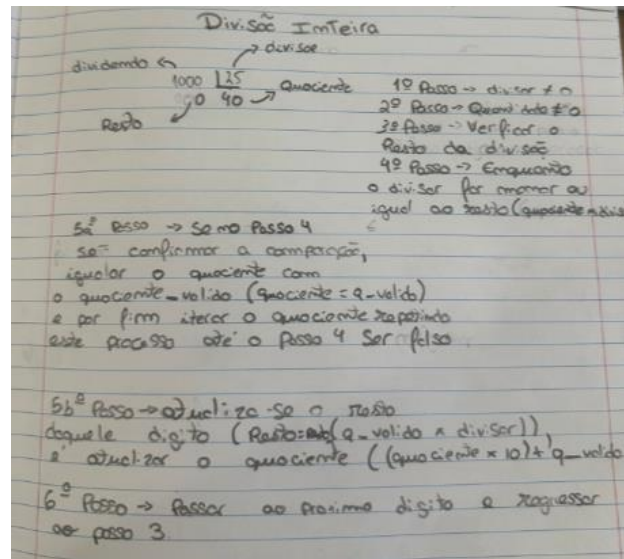 Divisão Inteira
divisor
dividendo
1000 25
0 40 Quociente
Resto
1º Passo → divisor ≠ 0
2º Passo →
3º Passo → Verficar o
Resto da divisão
4º Passo → Enquanto
o divisor for menor ou
igual ao resto (quociente x
5aº Passo → Se no Passo 4
se confirmar a comparação,
igualar o quociente com
o quociente_valido (quociente = q_valido)
e por fim iterar o quociente repetindo
este processo até o Passo 4 ser falso
5bº Passo → atualiza-se o resto
daquele digito (Resto= (q_valido x divisor)),
e atualizar o quociente ((quociente x 10) + q_valido
6º Passo → Passar ao proximo digito e regressar
ao passo 3.